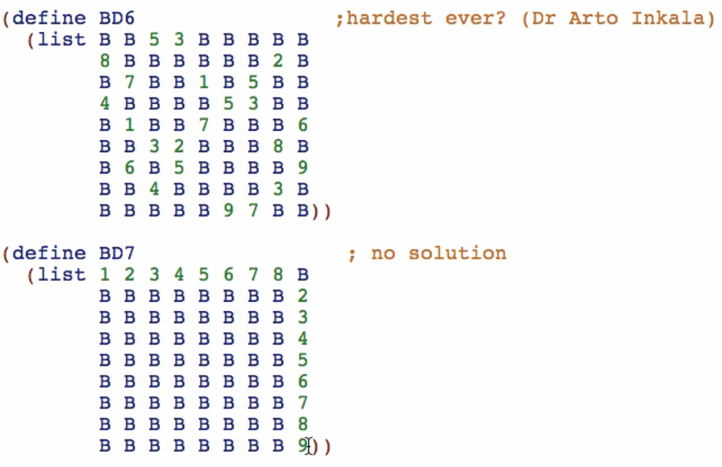 (define BD6 ;hardest ever? (Dr Arto Inkala)
(list B B 5 3 B B B B B
8 B B B B B B 2 B
B 7 B B 1 B 5 B B
4 B B B B 5 3 B B
B 1 B B 7 B B B 6
B B 3 2 B B B 8 B
B 6 B 5 B B B B 9
B B 4 B B B B 3 B
B B B B B 9 7 B B))
(define BD7 ; no solution
(list 1 2 3 4 5 6 7 8 B
B B B B B B B B 2
B B B B B B B B 3
B B B B B B B B 4
B B B B B B B B 5
B B B B B B B B 6
B B B B B B B B 7
B B B B B B B B 8
B B B B B B B B 9))